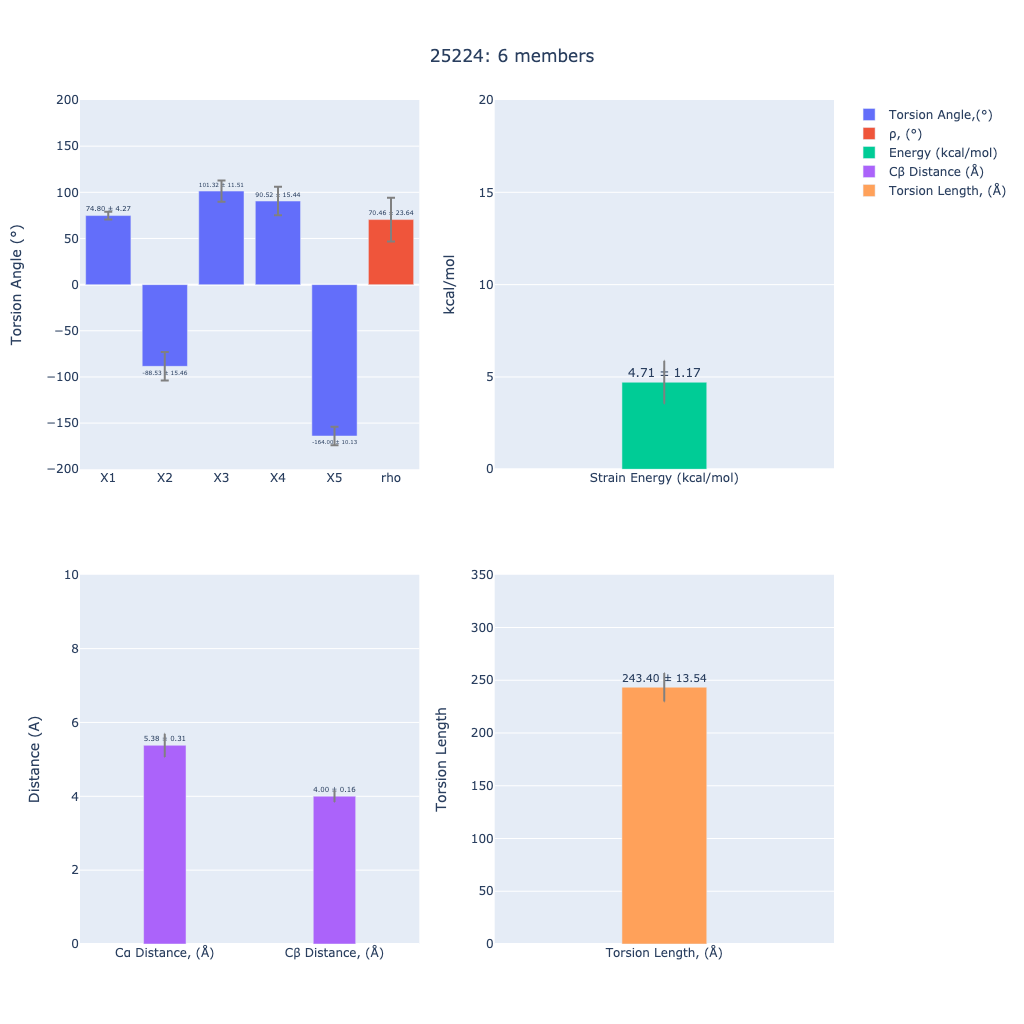 25224: 6 members
Torsion Angle (°)
200
150
100
50
0
−50
−100
−150
−200
74.80 ± 4.27
-88.53 ± 15.46
101.32 ± 11.51
90.52 ± 15.44
-164.00 ± 10.13
70.46 ± 23.64
X1 X2 X3 X4 X5 rho
kcal/mol
20
15
10
5
0
4.71 ± 1.17
Strain Energy (kcal/mol)
Torsion Angle,(°)
ρ, (°)
Energy (kcal/mol)
Cβ Distance (Å)
Torsion Length, (Å)
Distance (A)
10
8
6
4
2
0
5.38 ± 0.31
4.00 ± 0.16
Cα Distance, (Å) Cβ Distance, (Å)
Torsion Length
350
300
250
200
150
100
50
0
243.40 ± 13.54
Torsion Length, (Å)